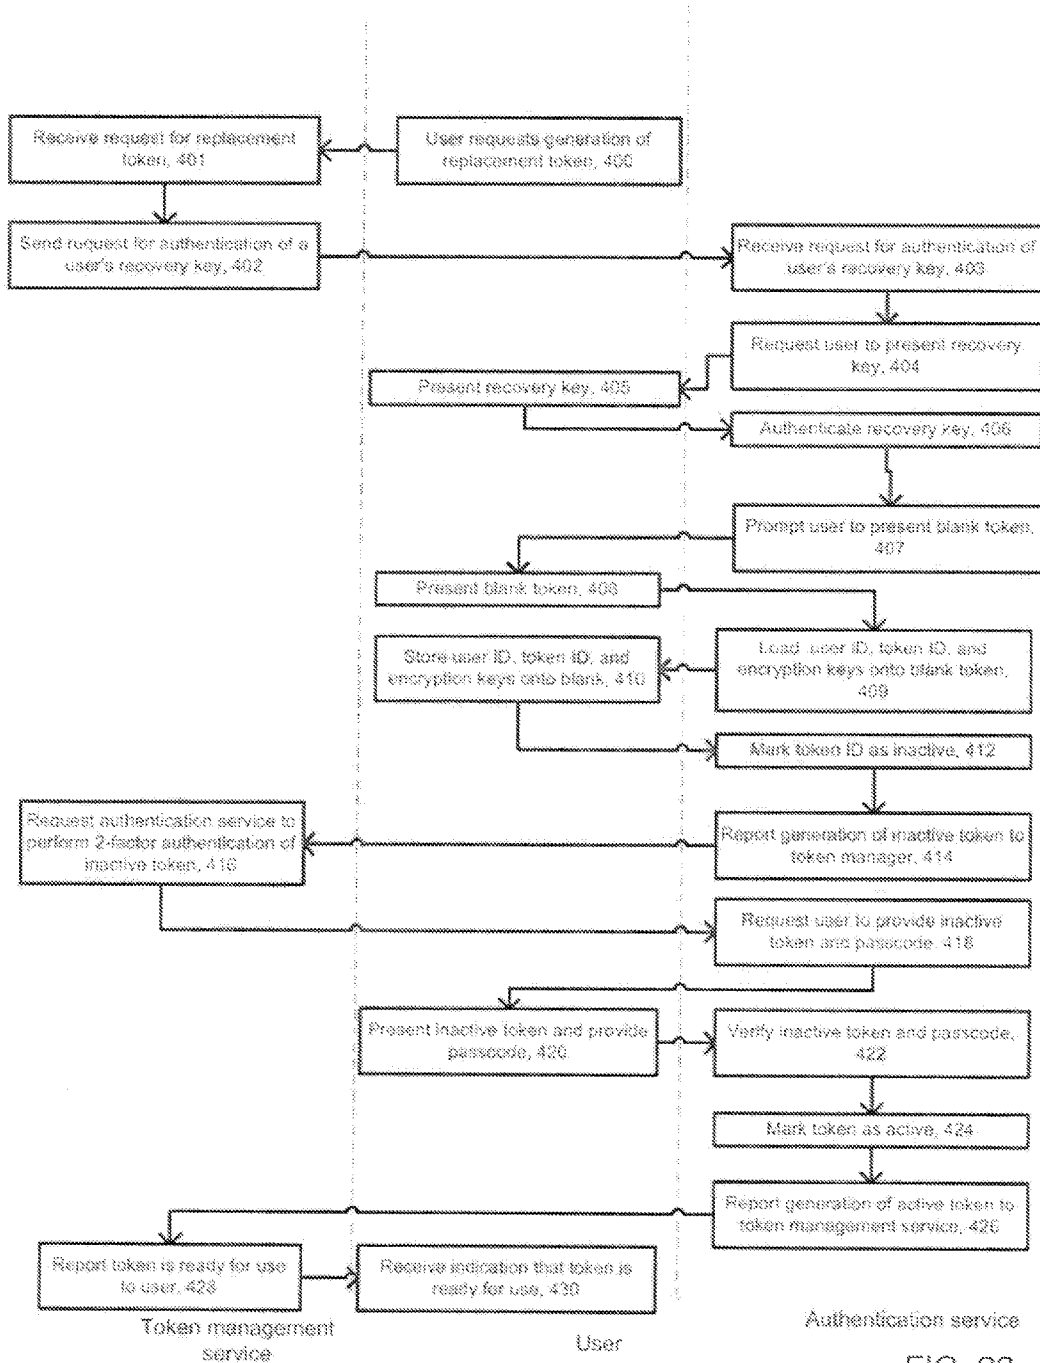 User requests generation of
replacement token, 400
Receive request for replacement
token, 401
Send request for authentication of a
user's recovery key, 402
Receive request for authentication of
user's recovery key, 403
Request user to present recovery
key, 404
Present recovery key, 405
Authenticate recovery key, 406
Prompt user to present blank token,
407
Present blank token, 408
Load user ID, token ID, and
encryption keys onto blank token,
409
Store user ID, token ID, and
encryption keys onto blank, 410
Mark token ID as inactive, 412
Report generation of inactive token to
token manager, 414
Request authentication service to
perform 2-factor authentication of
inactive token, 416
Request user to provide inactive
token and passcode, 418
Present inactive token and provide
passcode, 420
Verify inactive token and passcode,
422
Mark token as active, 424
Report generation of active token to
token management service, 426
Report token is ready for use
to user, 428
Receive indication that token is
ready for use, 430
Token management
service
User
Authentication service
FIG.